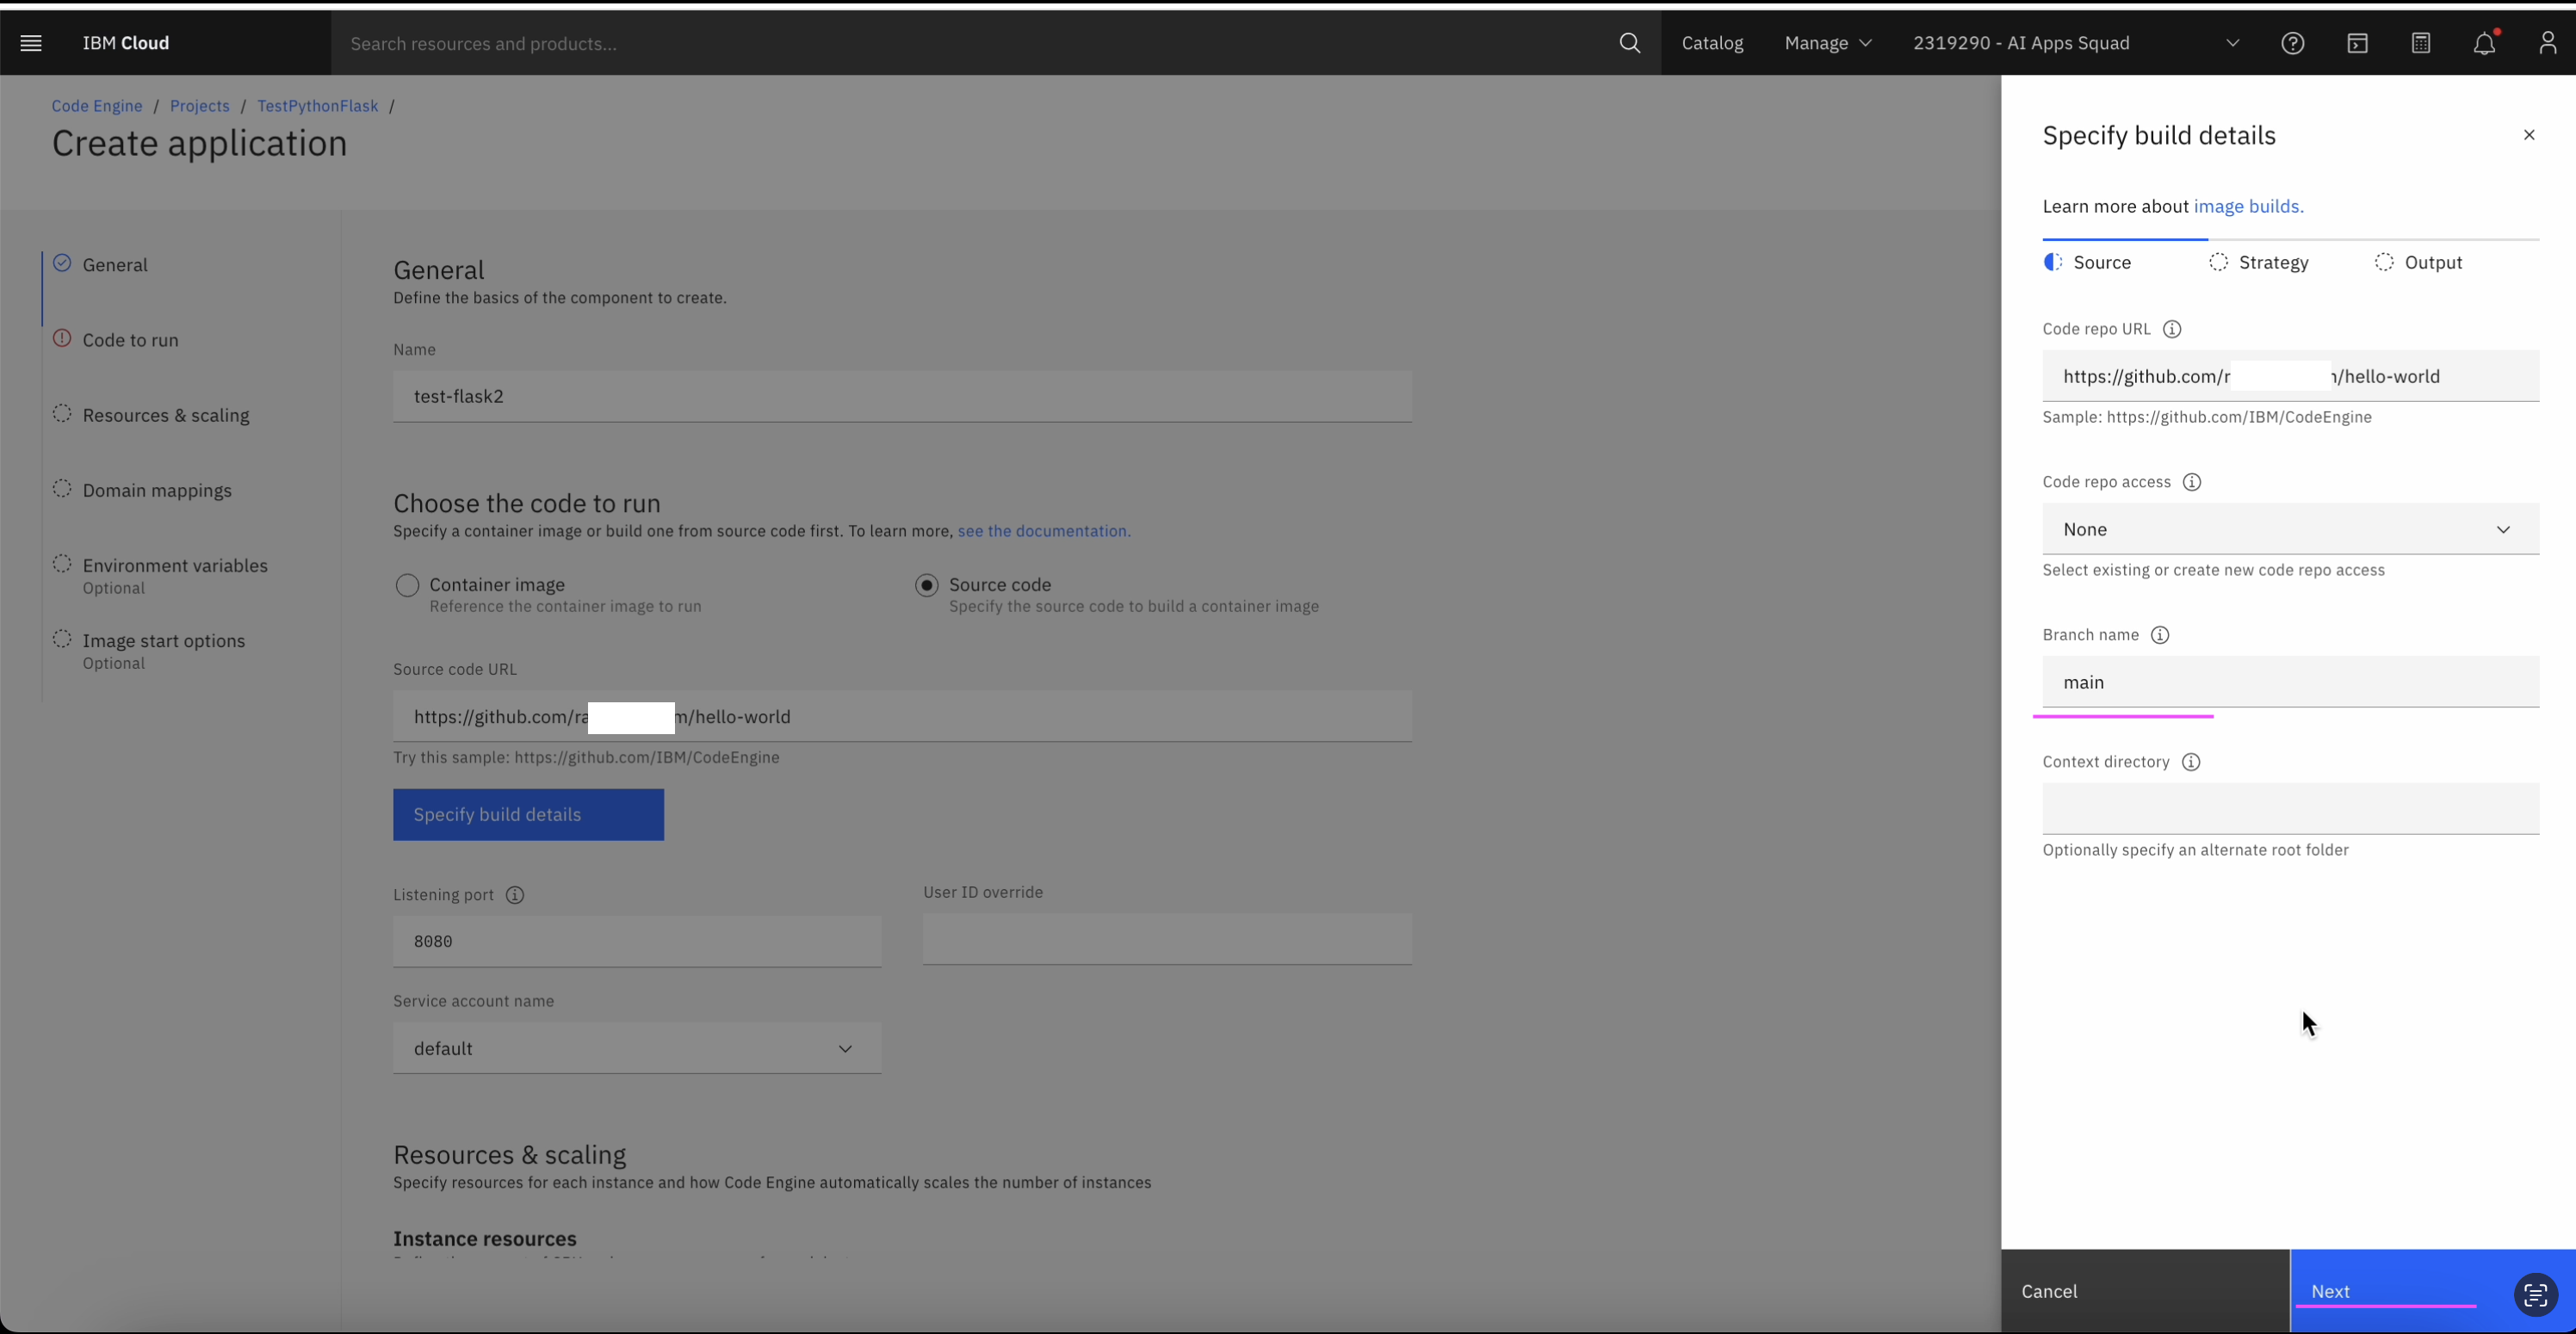 IBM Cloud
Search resources and products...
Catalog
Manage
2319290 - AI Apps Squad
Code Engine / Projects / TestPythonFlask /
Create application
General
Code to run
Resources & scaling
Domain mappings
Environment variables
Optional
Image start options
Optional
General
Define the basics of the component to create.
Name
test-flask2
Choose the code to run
Specify a container image or build one from source code first. To learn more, see the documentation.
Container image
Reference the container image to run
Source code
Specify the source code to build a container image
Source code URL
https://github.com/ra m/hello-world
Try this sample: https://github.com/IBM/CodeEngine
Specify build details
Listening port
8080
User ID override
Service account name
default
Resources & scaling
Specify resources for each instance and how Code Engine automatically scales the number of instances
Instance resources
Specify build details
Learn more about image builds.
Source
Strategy
Output
Code repo URL
https://github.com/r /hello-world
Sample: https://github.com/IBM/CodeEngine
Code repo access
None
Select existing or create new code repo access
Branch name
main
Context directory
Optionally specify an alternate root folder
Cancel
Next